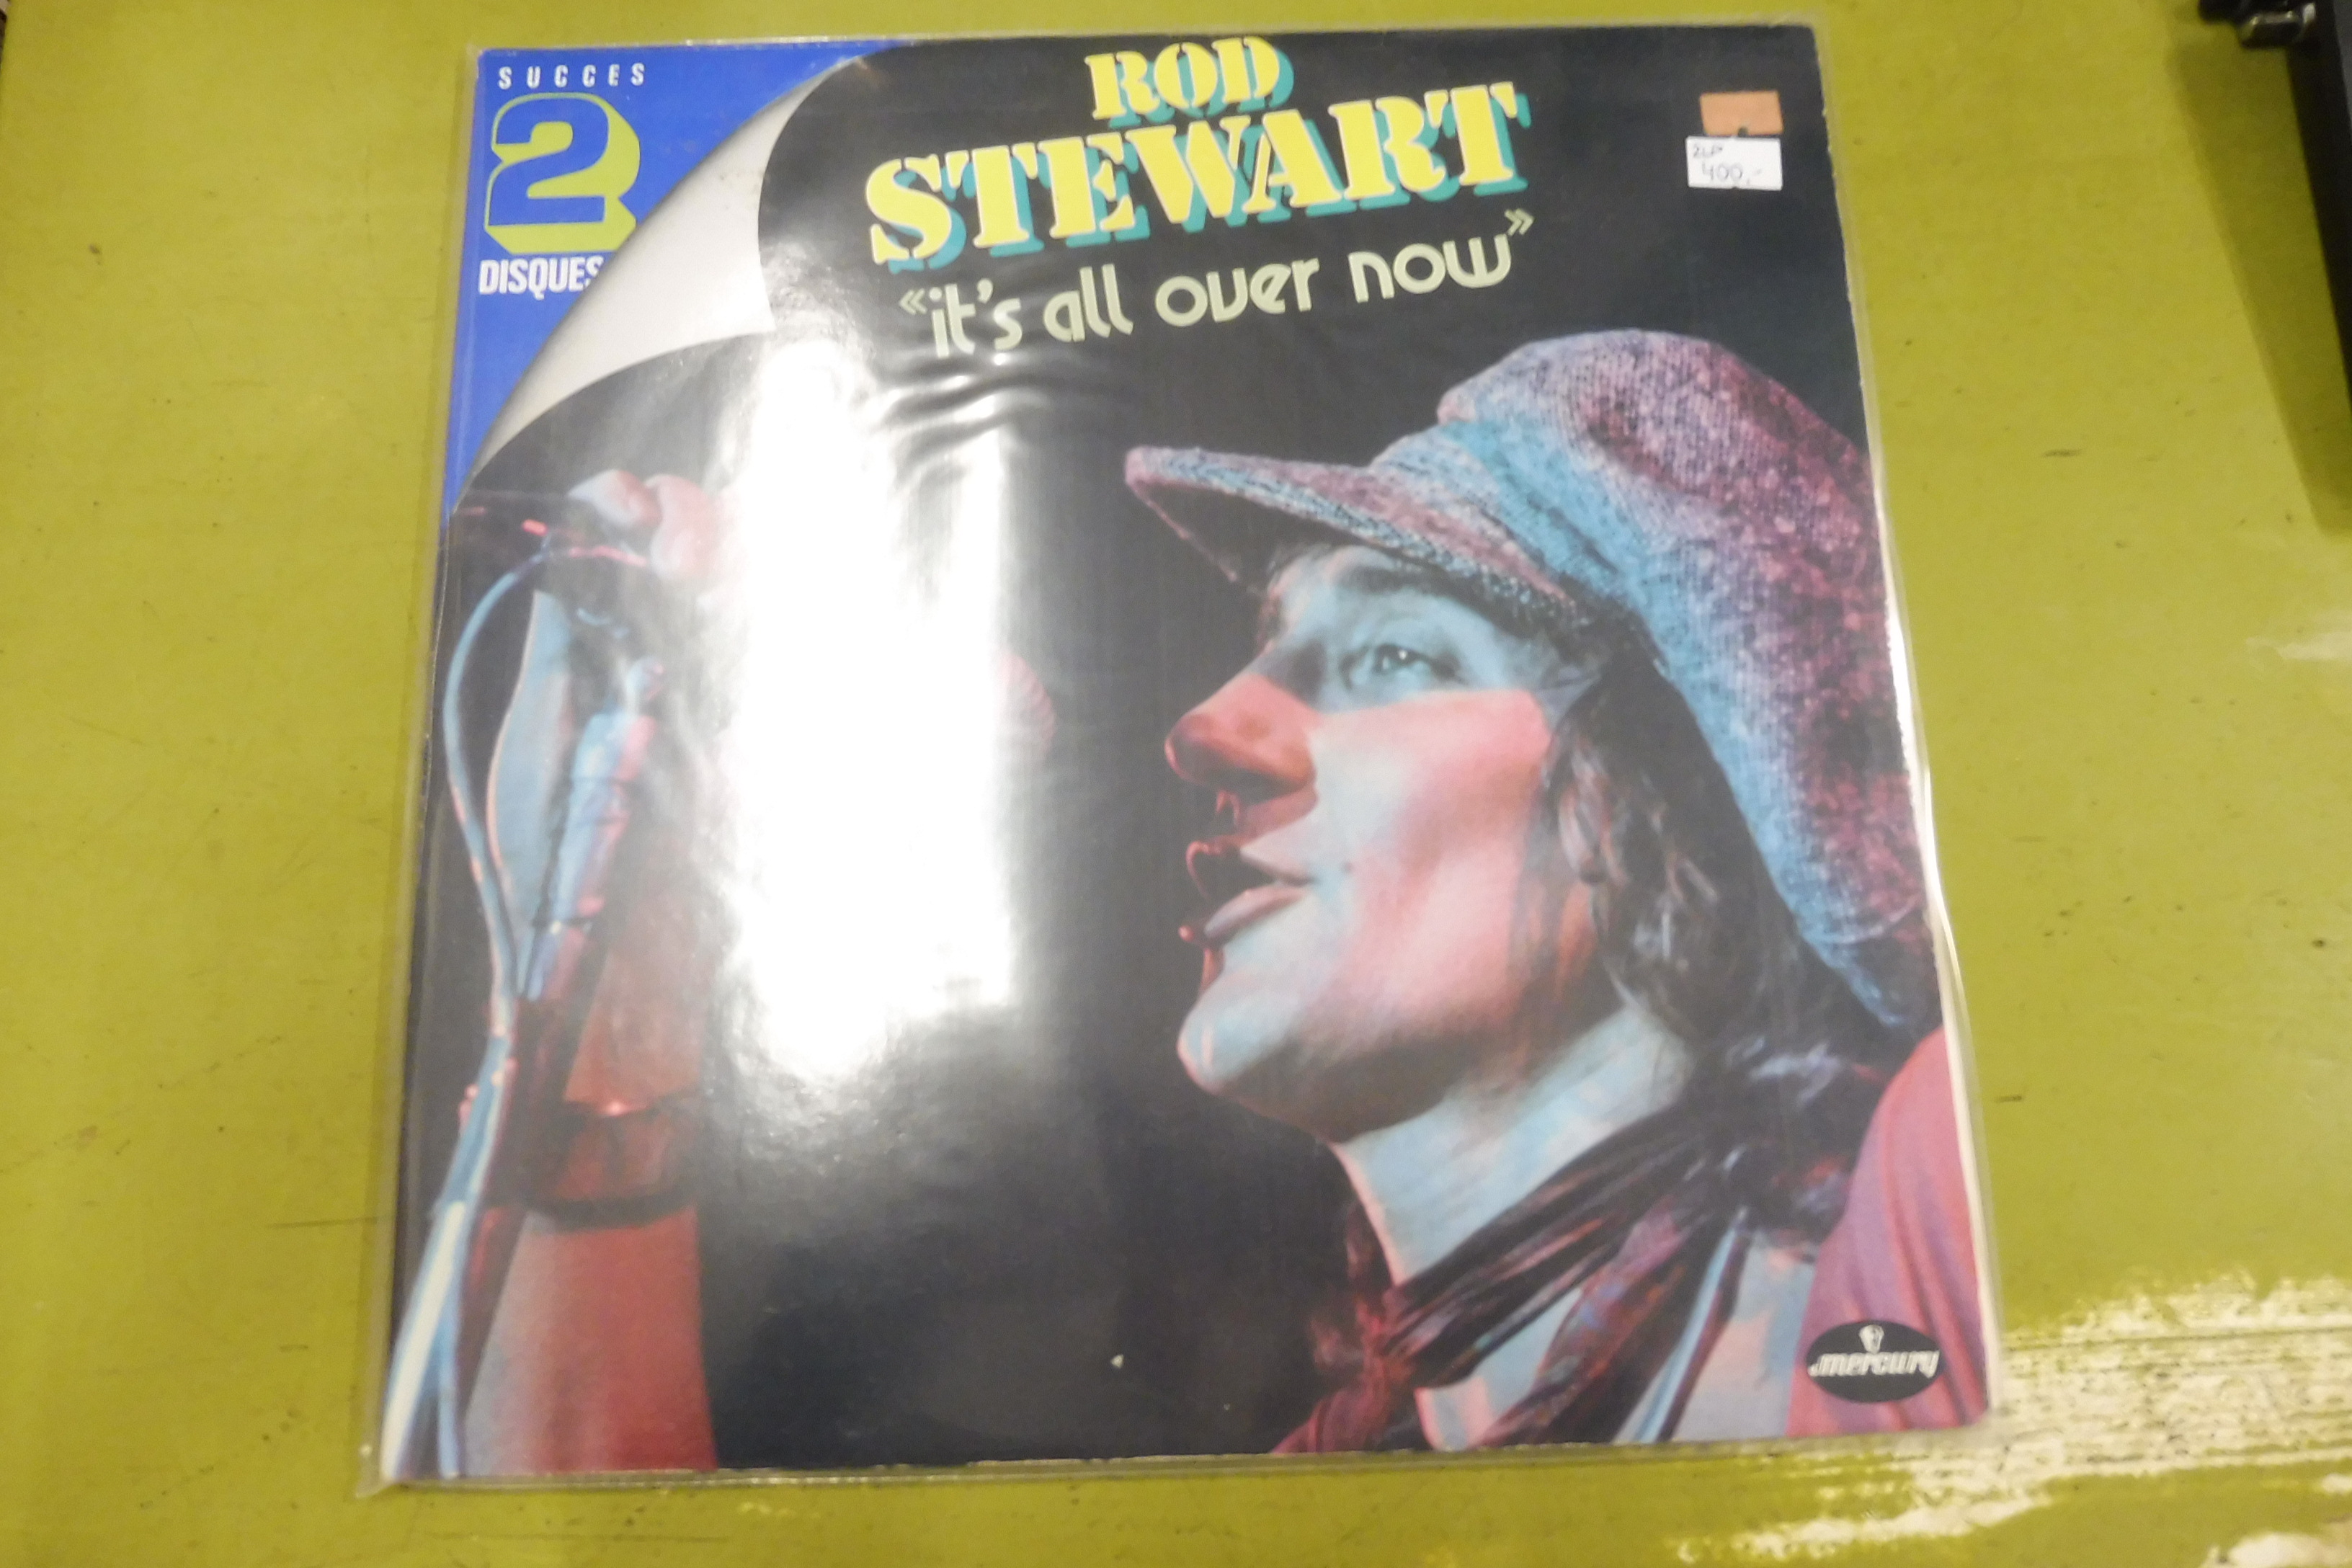 SUCCES
2
DISQUES
ROD
STEWART
«it's all over now»
2LP
400,-
mercury